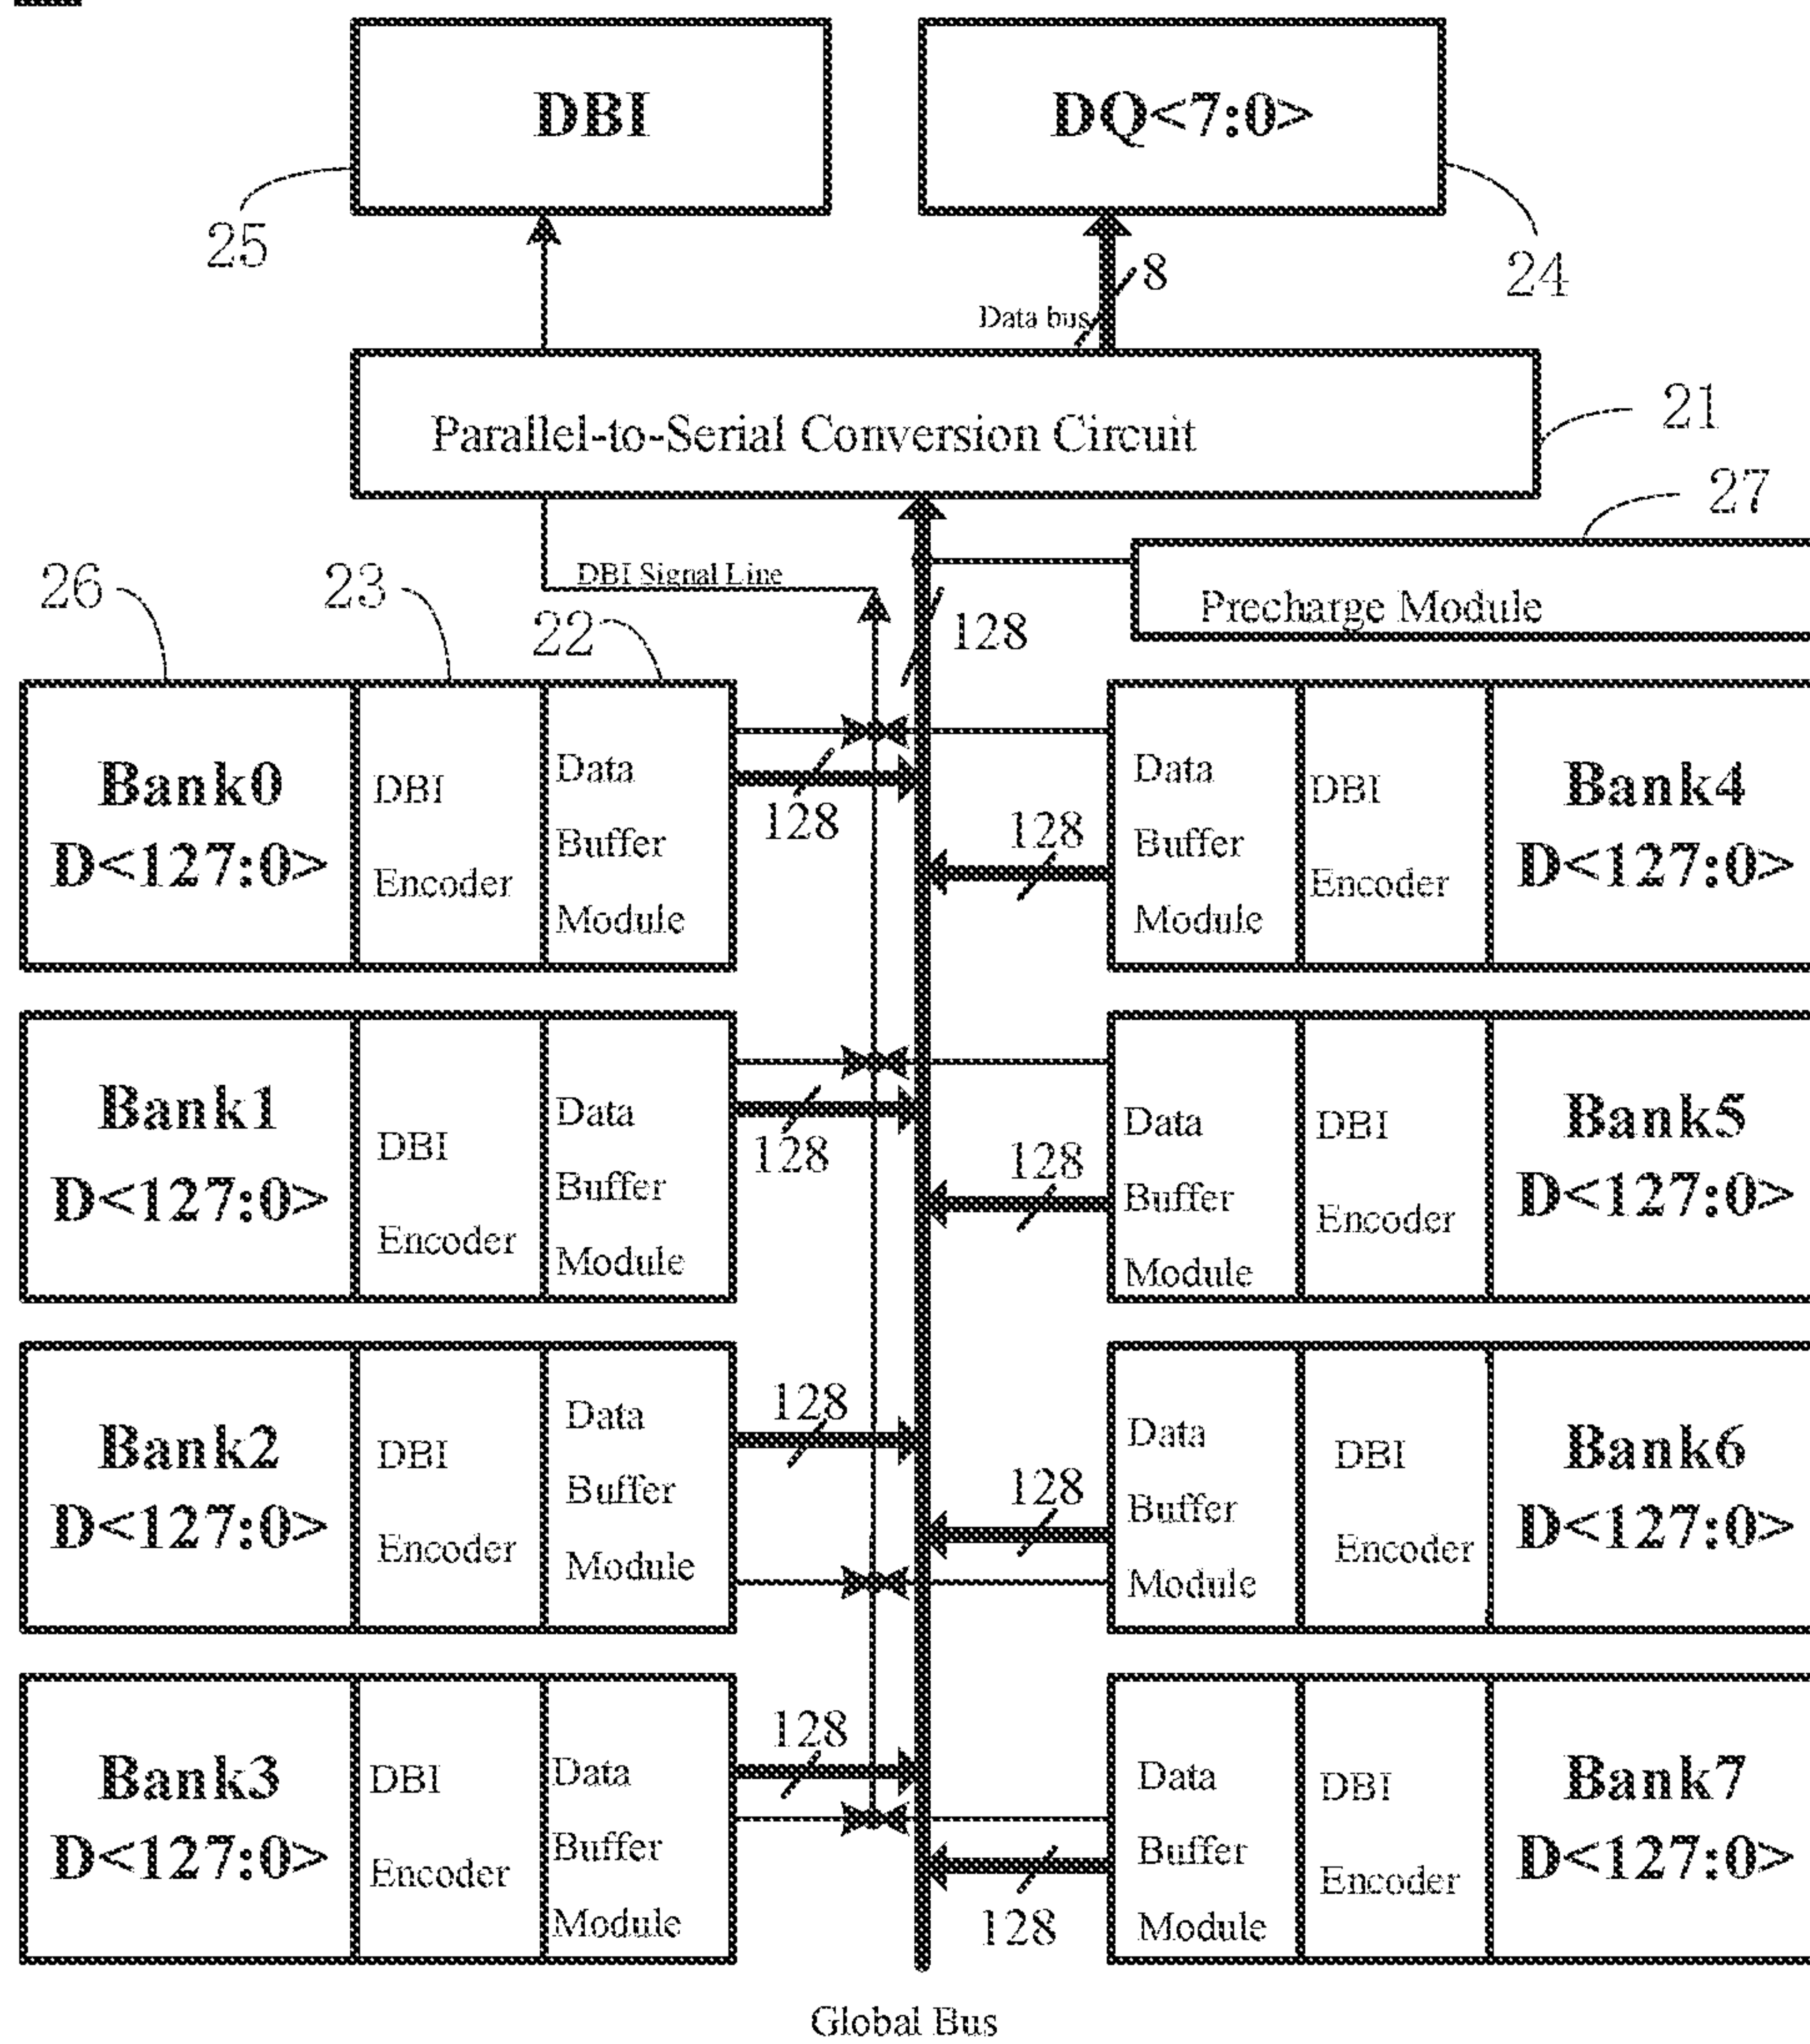 DBI
DQ<7:0>
25
24
8
Data bus
Parallel-to-Serial Conversion Circuit
21
27
DBI Signal Line
Precharge Module
26
23
22
128
Bank0
D<127:0>
DBI
Encoder
Data
Buffer
Module
128
128
Data
Buffer
Module
DBI
Encoder
Bank4
D<127:0>
Bank1
D<127:0>
DBI
Encoder
Data
Buffer
Module
128
128
Data
Buffer
Module
DBI
Encoder
Bank5
D<127:0>
Bank2
D<127:0>
DBI
Encoder
Data
Buffer
Module
128
128
Data
Buffer
Module
DBI
Encoder
Bank6
D<127:0>
Bank3
D<127:0>
DBI
Encoder
Data
Buffer
Module
128
128
Data
Buffer
Module
DBI
Encoder
Bank7
D<127:0>
Global Bus